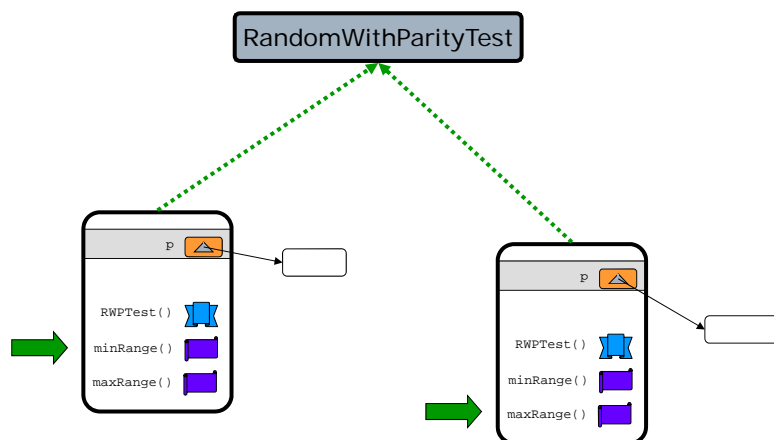 RandomWithParityTest
p
RWPTest()
minRange()
maxRange()
p
RWPTest()
minRange()
maxRange()